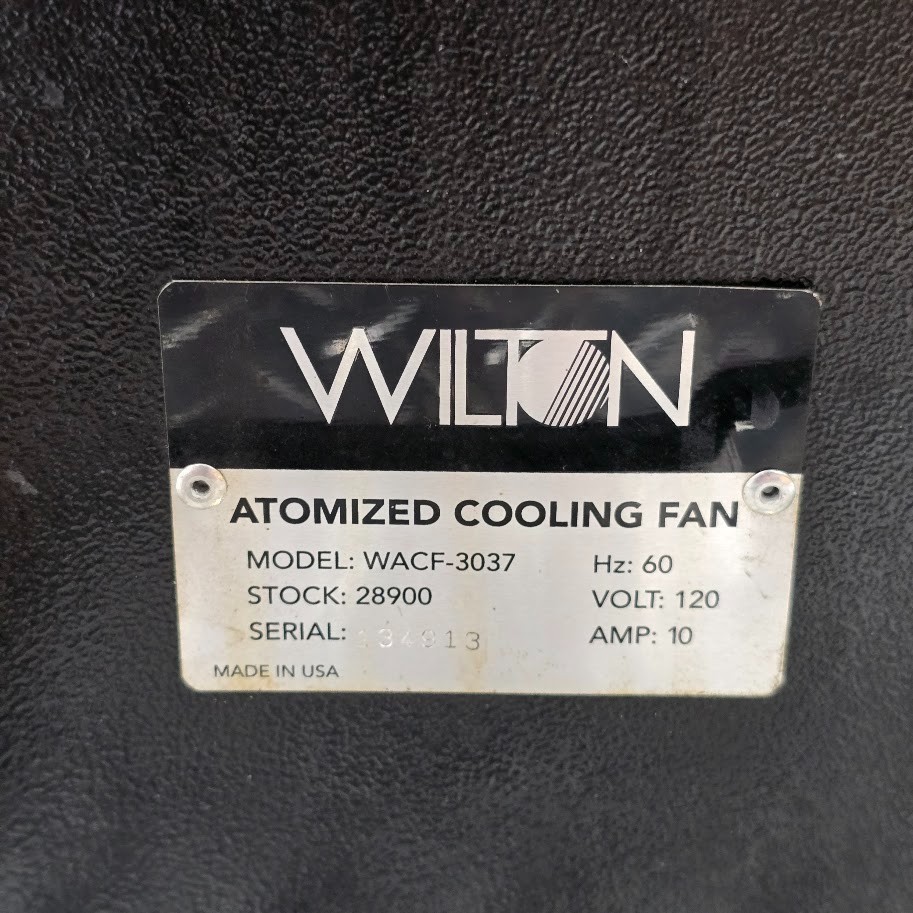 WILTON
ATOMIZED COOLING FAN
MODEL: WACF-3037
Hz: 60
STOCK: 28900
VOLT: 120
SERIAL:
AMP: 10
MADE IN USA